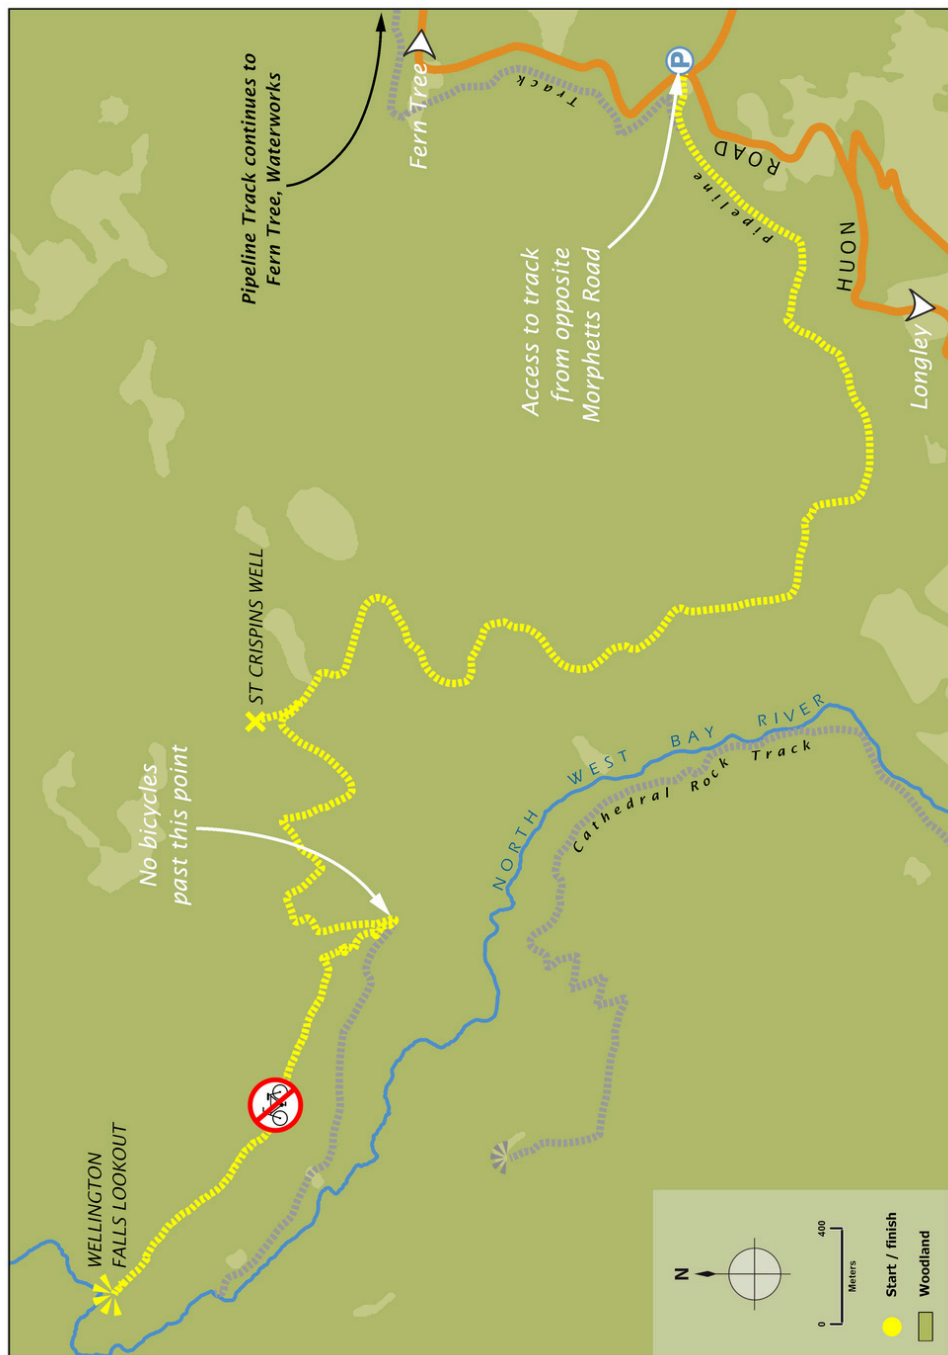 Pipeline Track continues to
Fern Tree, Waterworks
Fern Tree
Track
P
ROAD
Pipeline
HUON
Access to track
from opposite
Morphetts Road
Longley
ST CRISPINS WELL
No bicycles
past this point
NORTH WEST BAY RIVER
Cathedral Rock Track
WELLINGTON
FALLS LOOKOUT
N
0 400
Meters
Start / finish
Woodland